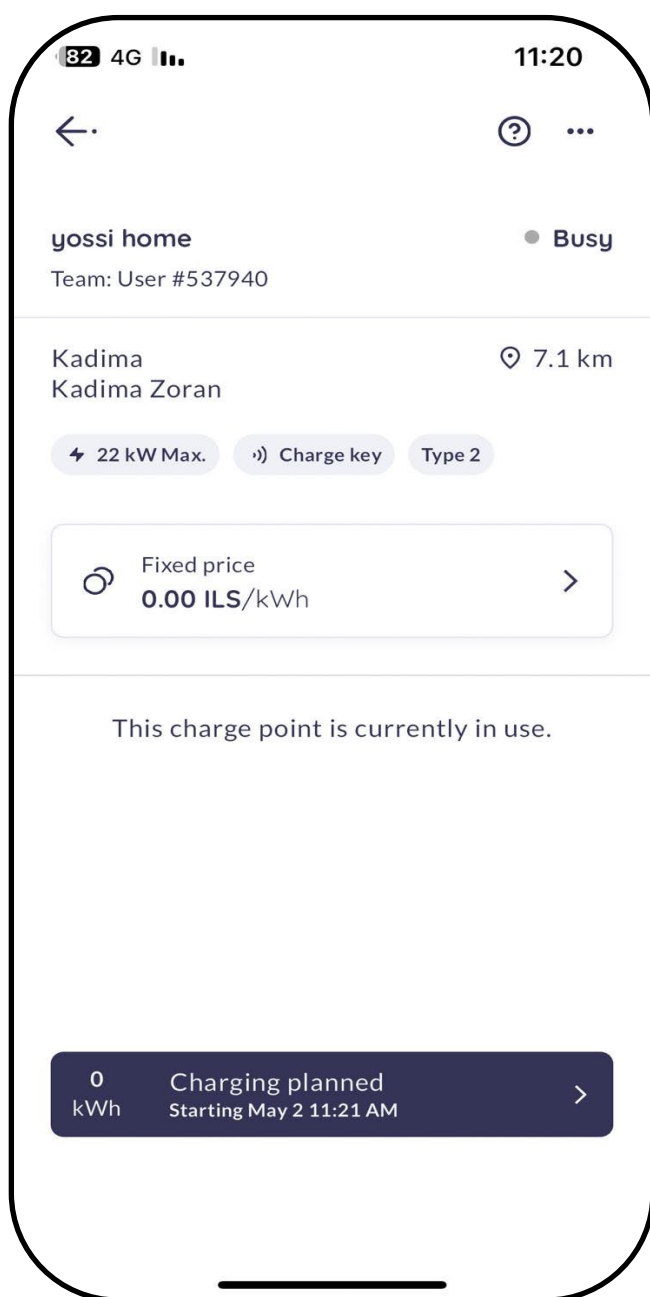 82 4G 11:20
yossi home Busy
Team: User #537940
Kadima 7.1 km
Kadima Zoran
22 kW Max. Charge key Type 2
Fixed price
0.00 ILS/kWh
This charge point is currently in use.
0 Charging planned
kWh Starting May 2 11:21 AM